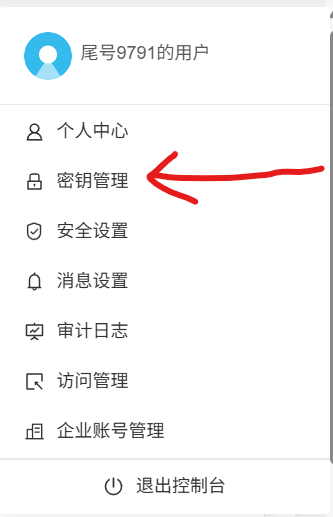 尾号9791的用户
个人中心
密钥管理
安全设置
消息设置
审计日志
访问管理
企业账号管理
退出控制台